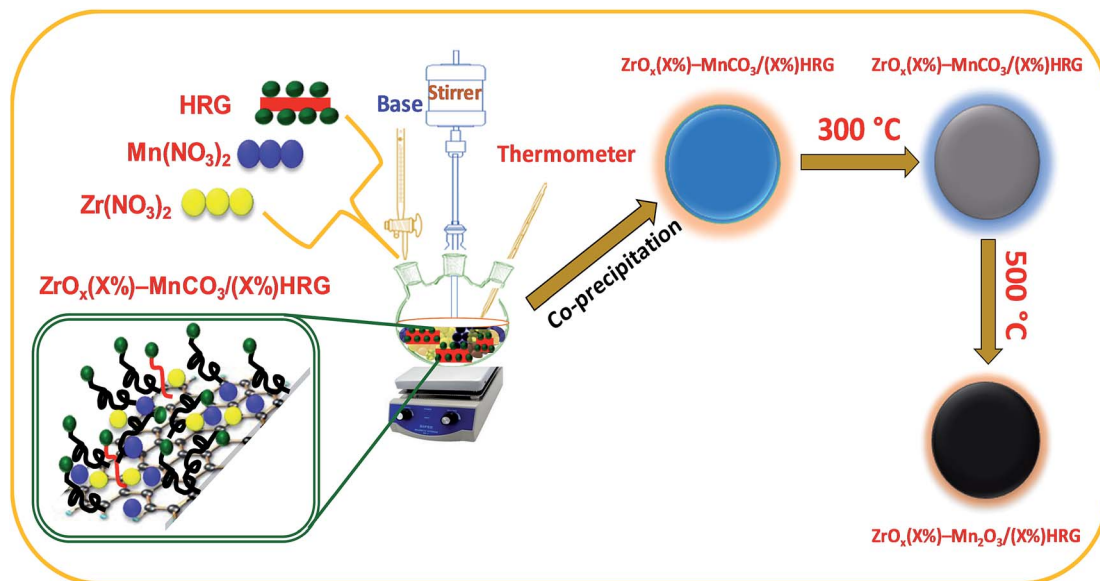 HRG
Mn(NO₃)₂
Zr(NO₃)₂
Base
Stirrer
Thermometer
ZrOₓ(X%)–MnCO₃/(X%)HRG
Co-precipitation
ZrOₓ(X%)–MnCO₃/(X%)HRG
300 °C
ZrOₓ(X%)–MnCO₃/(X%)HRG
500 °C
ZrOₓ(X%)–Mn₂O₃/(X%)HRG